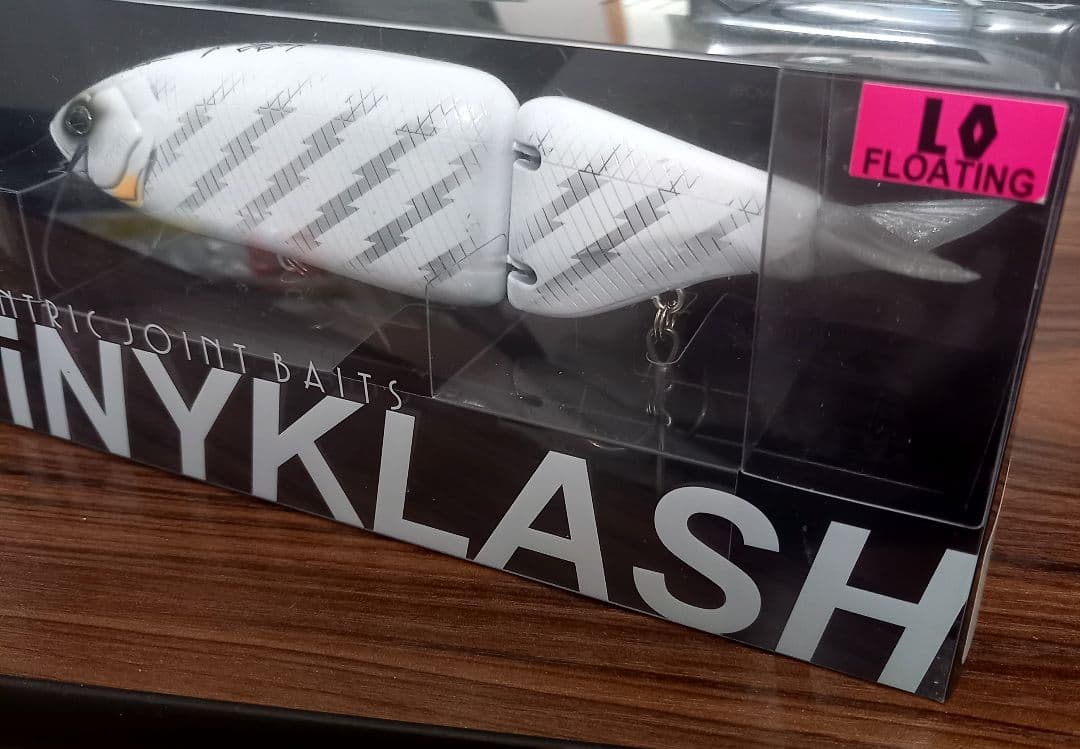 LO
FLOATING
NTRIC JOINT BAITS
iNYKLASH